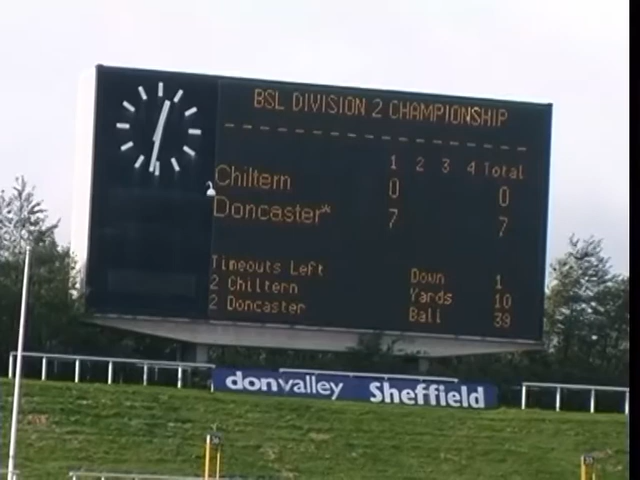 BSL DIVISION 2 CHAMPIONSHIP
1 2 3 4 Total
Chiltern 0 0
Doncaster* 7 7
Timeouts Left
2 Chiltern
2 Doncaster
Down 1
Yards 10
Ball 39
donvalley Sheffield